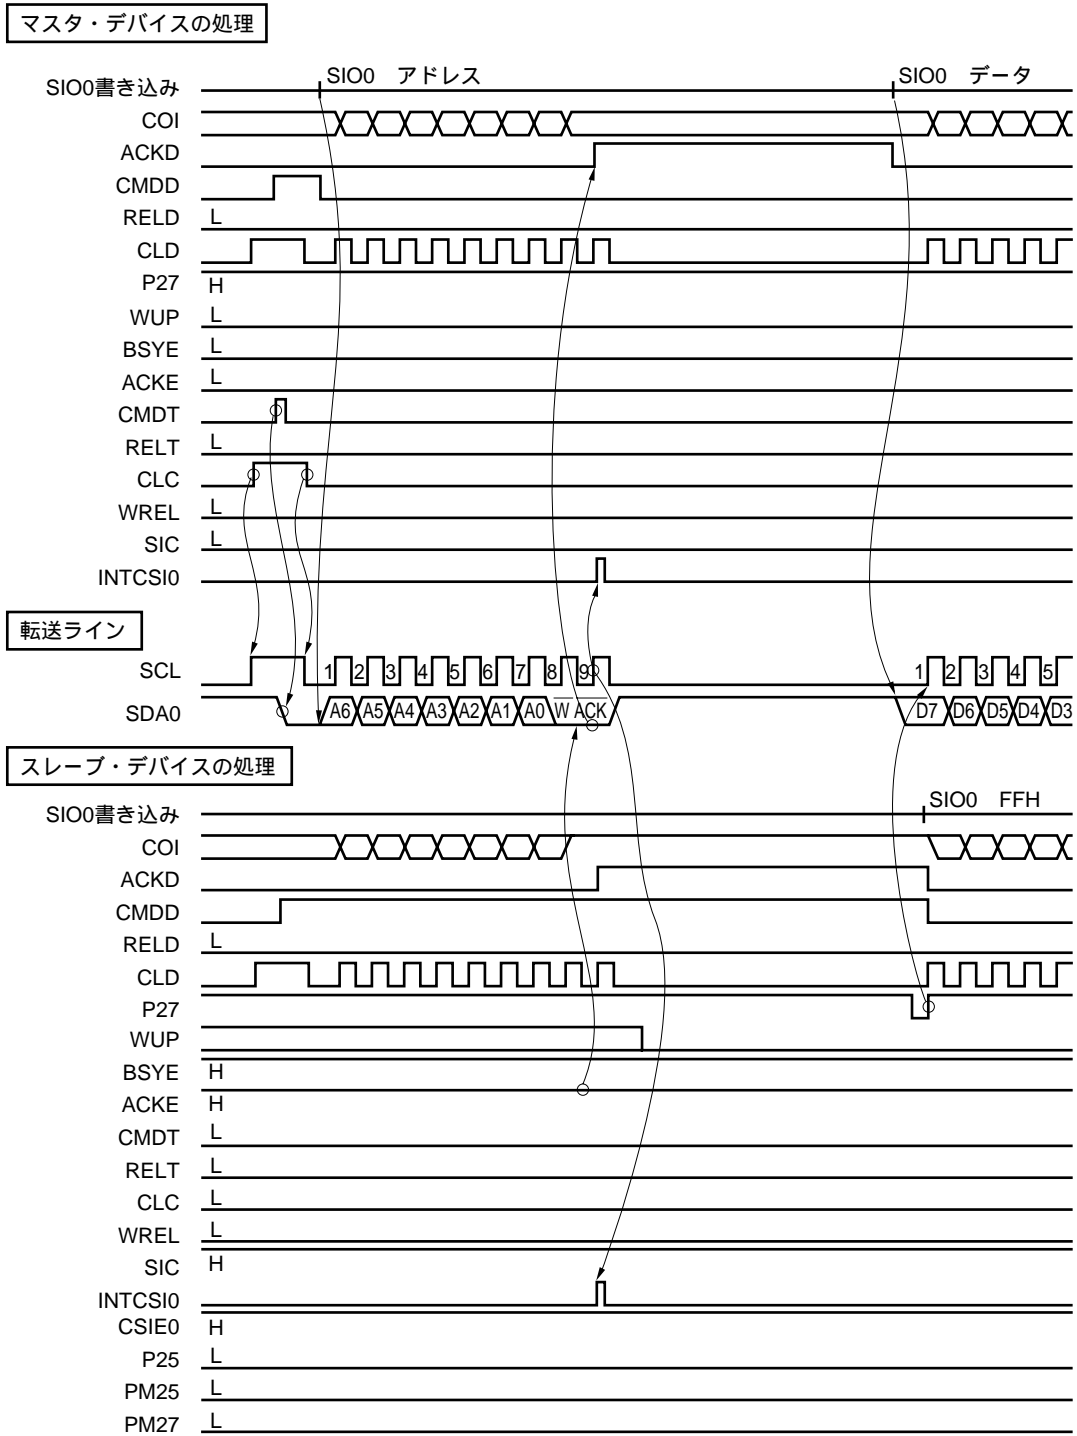 マスタ・デバイスの処理
SIO0書き込み SIO0 アドレス SIO0 データ
COI
ACKD
CMDD
RELD L
CLD
P27 H
WUP L
BSYE L
ACKE L
CMDT
RELT L
CLC
WREL L
SIC L
INTCSI0
転送ライン
SCL 1 2 3 4 5 6 7 8 9 1 2 3 4 5
SDA0 A6 A5 A4 A3 A2 A1 A0 W ACK D7 D6 D5 D4 D3
スレーブ・デバイスの処理
SIO0書き込み SIO0 FFH
COI
ACKD
CMDD
RELD L
CLD
P27
WUP
BSYE H
ACKE H
CMDT L
RELT L
CLC L
WREL L
SIC H
INTCSI0
CSIE0 H
P25 L
PM25 L
PM27 L